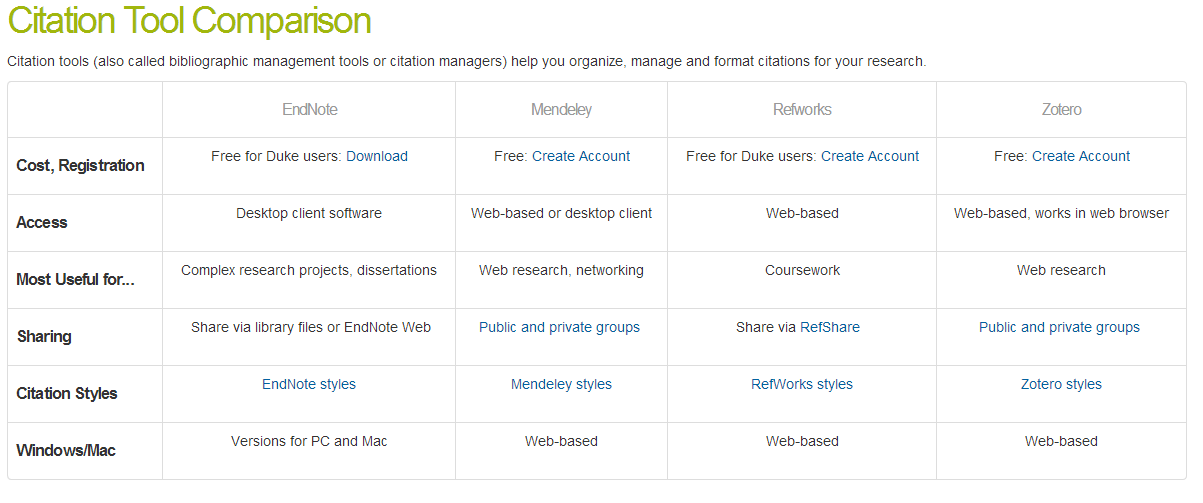 Citation Tool Comparison
Citation tools (also called bibliographic management tools or citation managers) help you organize, manage and format citations for your research.
EndNote Mendeley Refworks Zotero
Cost, Registration Free for Duke users: Download Free: Create Account Free for Duke users: Create Account Free: Create Account
Access Desktop client software Web-based or desktop client Web-based Web-based, works in web browser
Most Useful for... Complex research projects, dissertations Web research, networking Coursework Web research
Sharing Share via library files or EndNote Web Public and private groups Share via RefShare Public and private groups
Citation Styles EndNote styles Mendeley styles RefWorks styles Zotero styles
Windows/Mac Versions for PC and Mac Web-based Web-based Web-based